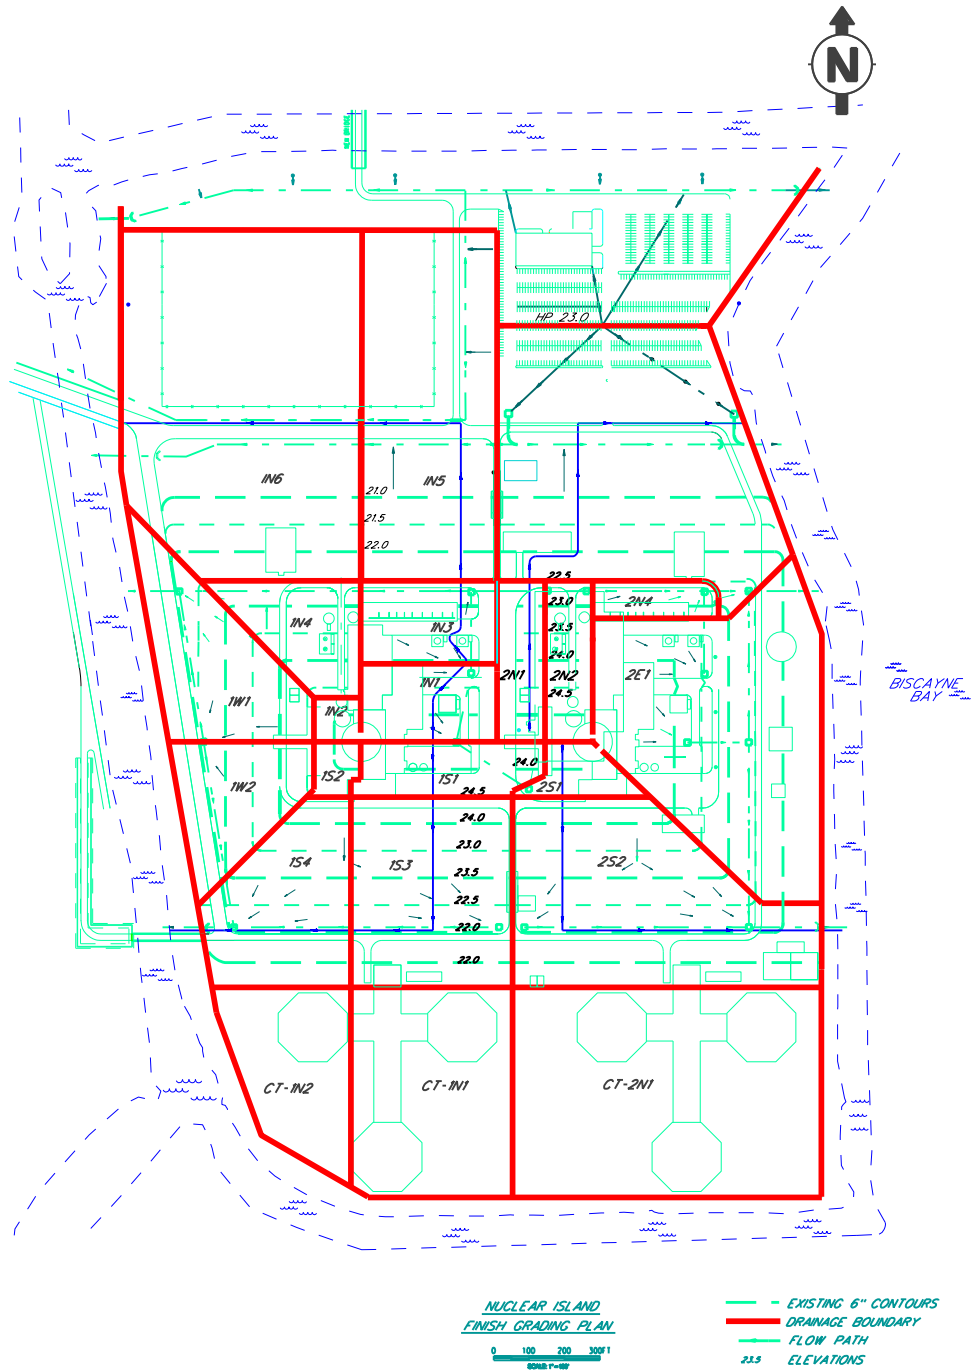 N
HP 23.0
1N6
1N5
21.0
21.5
22.0
22.5
23.0
2N4
1N4
1N3
23.5
24.0
2N1
2N2
2E1
1N1
24.5
BISCAYNE
BAY
1W1
1N2
24.0
1S2
1S1
1W2
2S1
24.5
24.0
23.0
1S4
1S3
2S2
23.5
22.5
22.0
22.0
CT-1N2
CT-1N1
CT-2N1
NUCLEAR ISLAND
FINISH GRADING PLAN
0 100 200 300FT
EXISTING 6" CONTOURS
DRAINAGE BOUNDARY
FLOW PATH
23.5 ELEVATIONS